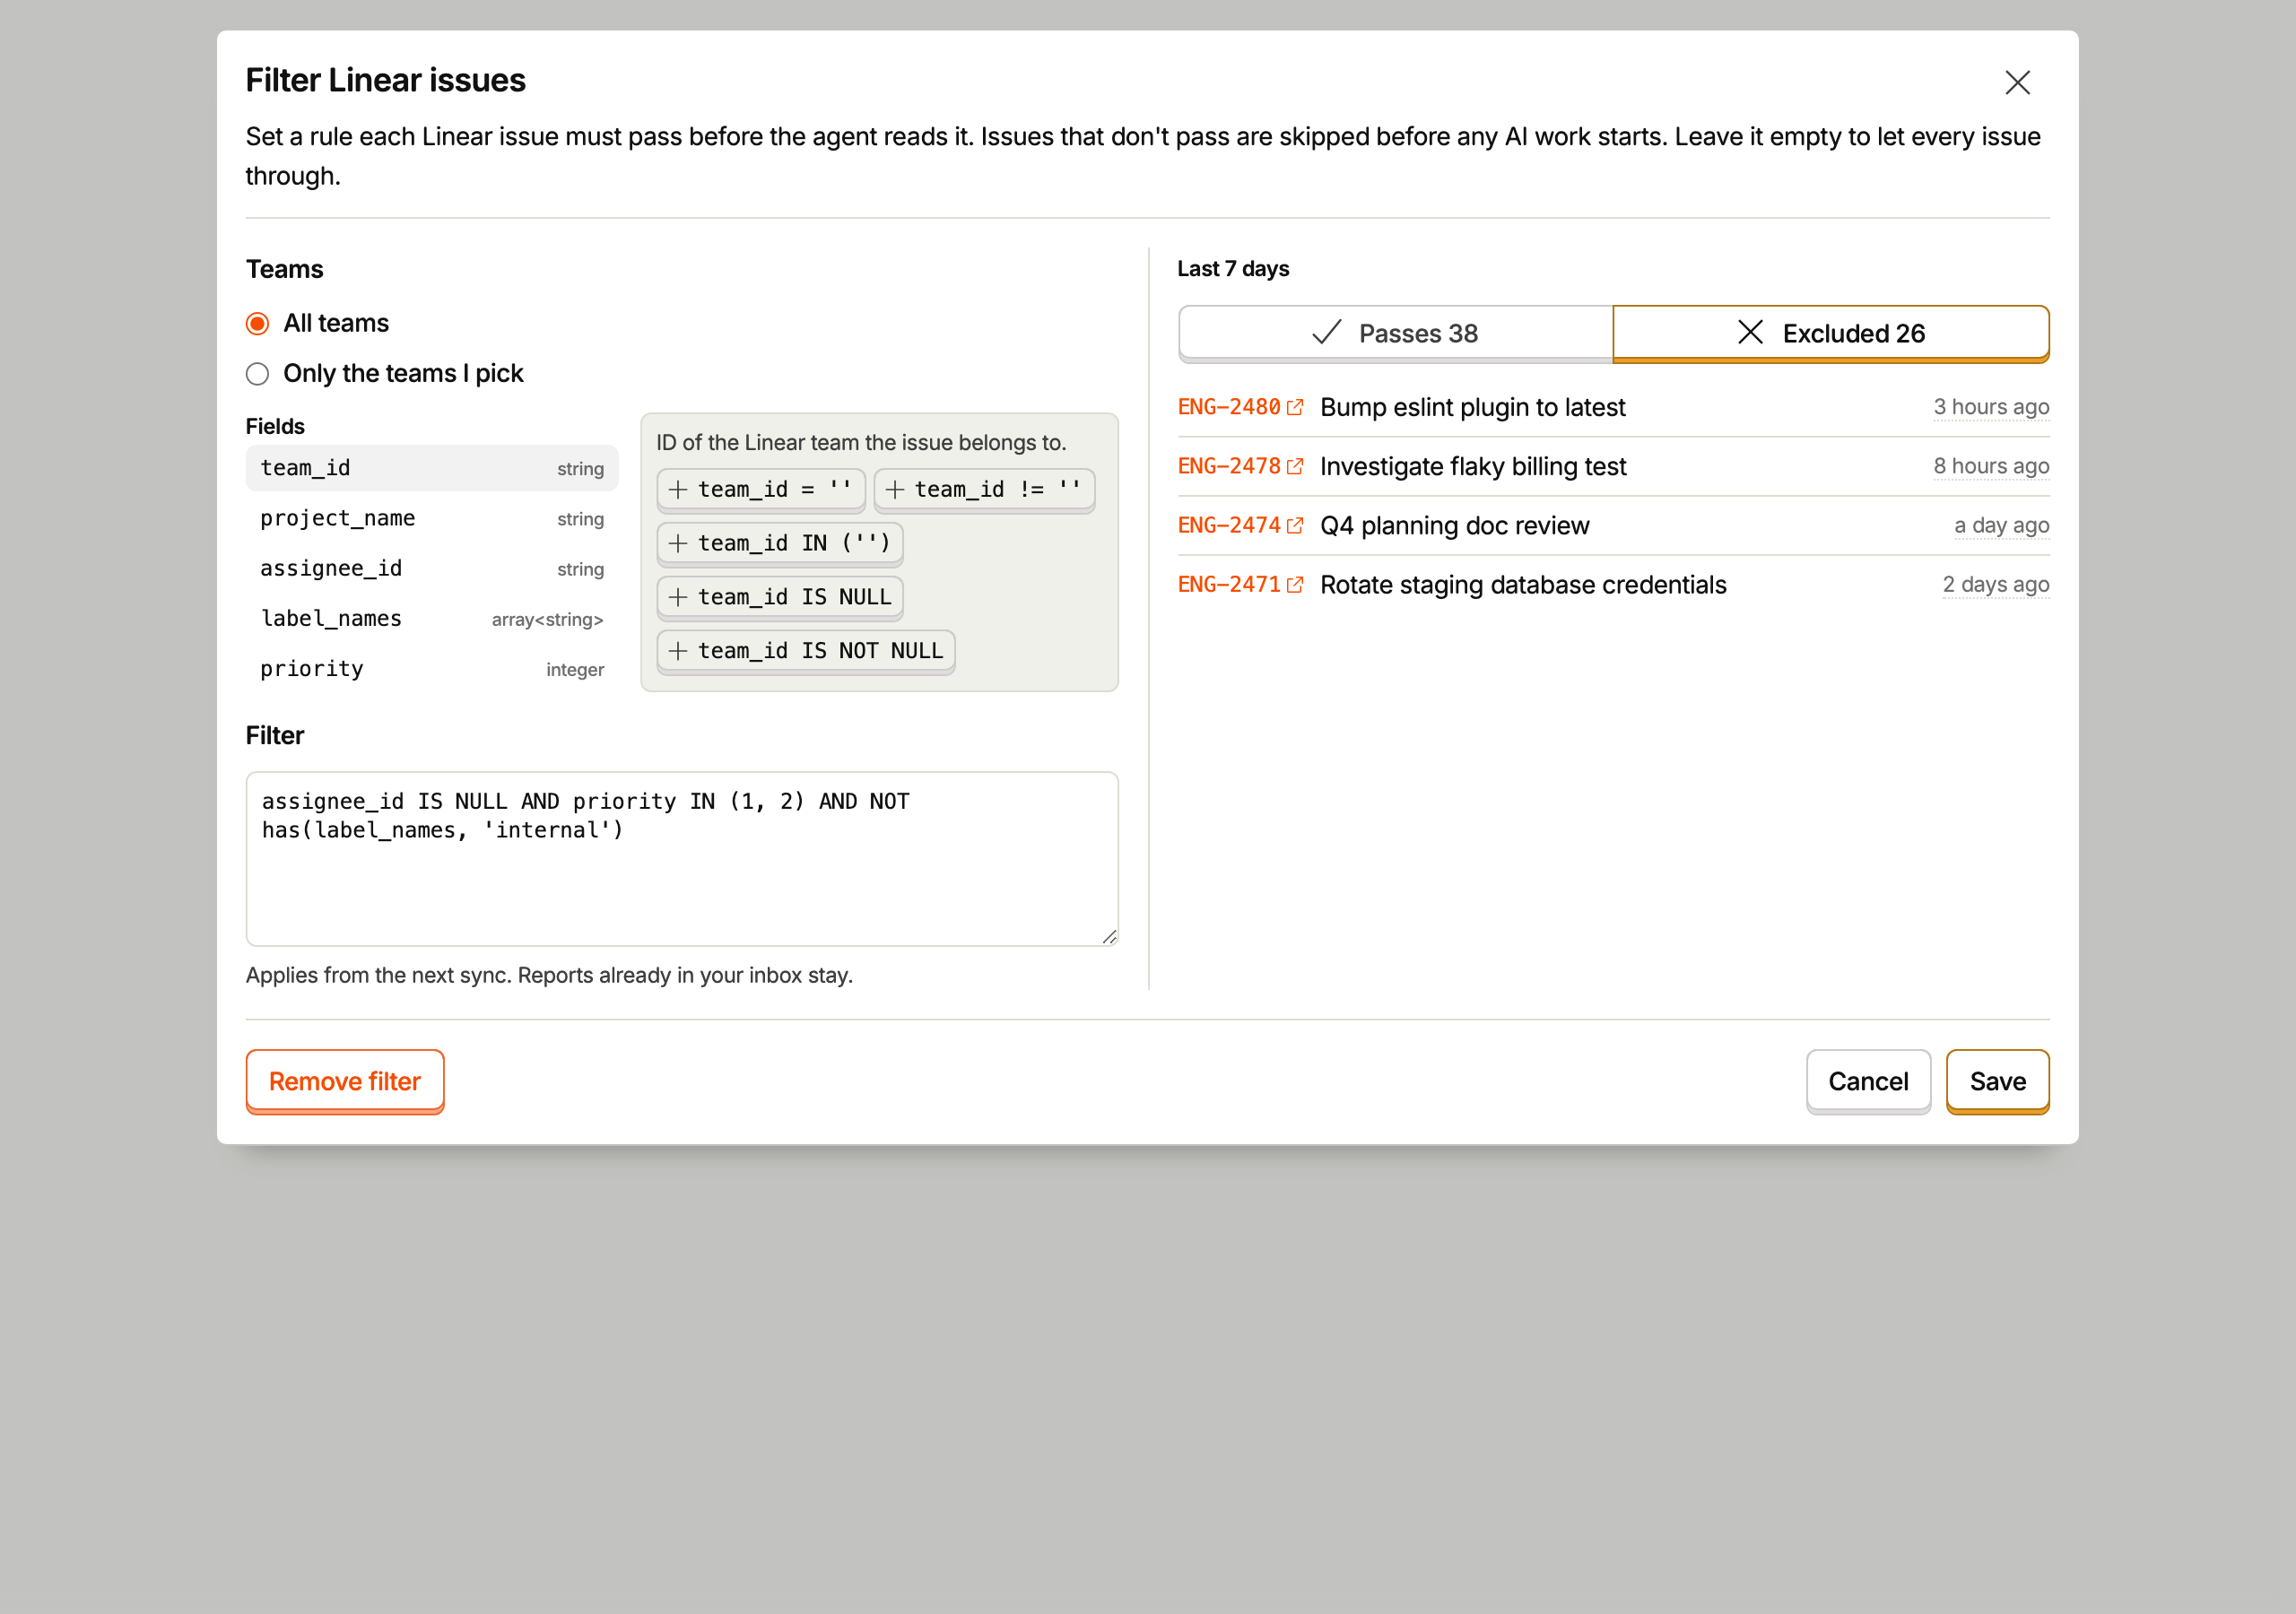 Filter Linear issues
Set a rule each Linear issue must pass before the agent reads it. Issues that don't pass are skipped before any AI work starts. Leave it empty to let every issue
through.
Teams
All teams
Only the teams I pick
Fields
team_id string
project_name string
assignee_id string
label_names array<string>
priority integer
ID of the Linear team the issue belongs to.
team_id = '' team_id != ''
team_id IN ('')
team_id IS NULL
team_id IS NOT NULL
Filter
assignee_id IS NULL AND priority IN (1, 2) AND NOT
has(label_names, 'internal')
Applies from the next sync. Reports already in your inbox stay.
Last 7 days
Passes 38 Excluded 26
ENG-2480 Bump eslint plugin to latest 3 hours ago
ENG-2478 Investigate flaky billing test 8 hours ago
ENG-2474 Q4 planning doc review a day ago
ENG-2471 Rotate staging database credentials 2 days ago
Remove filter Cancel Save